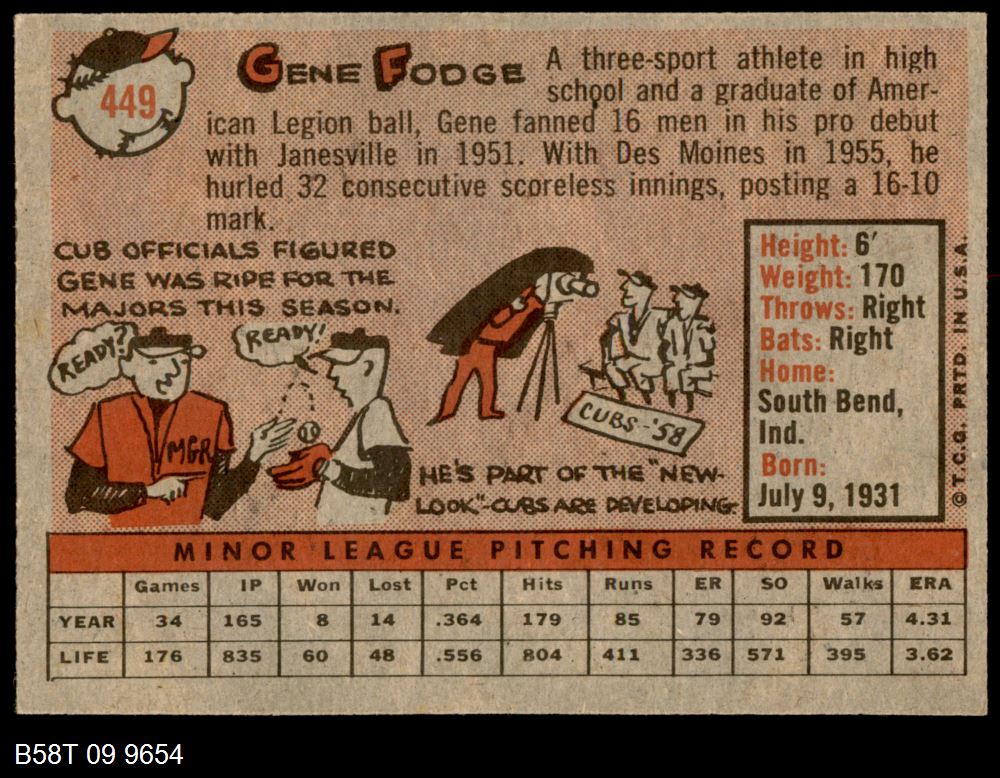 449
GENE FODGE
A three-sport athlete in high
school and a graduate of Amer-
ican Legion ball, Gene fanned 16 men in his pro debut
with Janesville in 1951. With Des Moines in 1955, he
hurled 32 consecutive scoreless innings, posting a 16-10
mark.
CUB OFFICIALS FIGURED
GENE WAS RIPE FOR THE
MAJORS THIS SEASON.
READY?
READY!
MGR
CUBS-'58
HE'S PART OF THE "NEW-
LOOK"-CUBS ARE DEVELOPING.
Height: 6′
Weight: 170
Throws: Right
Bats: Right
Home:
South Bend,
Ind.
Born:
July 9, 1931
© T.C.G. PRTD. IN U.S.A.
MINOR LEAGUE PITCHING RECORD
Games IP Won Lost Pct Hits Runs ER SO Walks ERA
YEAR 34 165 8 14 .364 179 85 79 92 57 4.31
LIFE 176 835 60 48 .556 804 411 336 571 395 3.62
B58T 09 9654